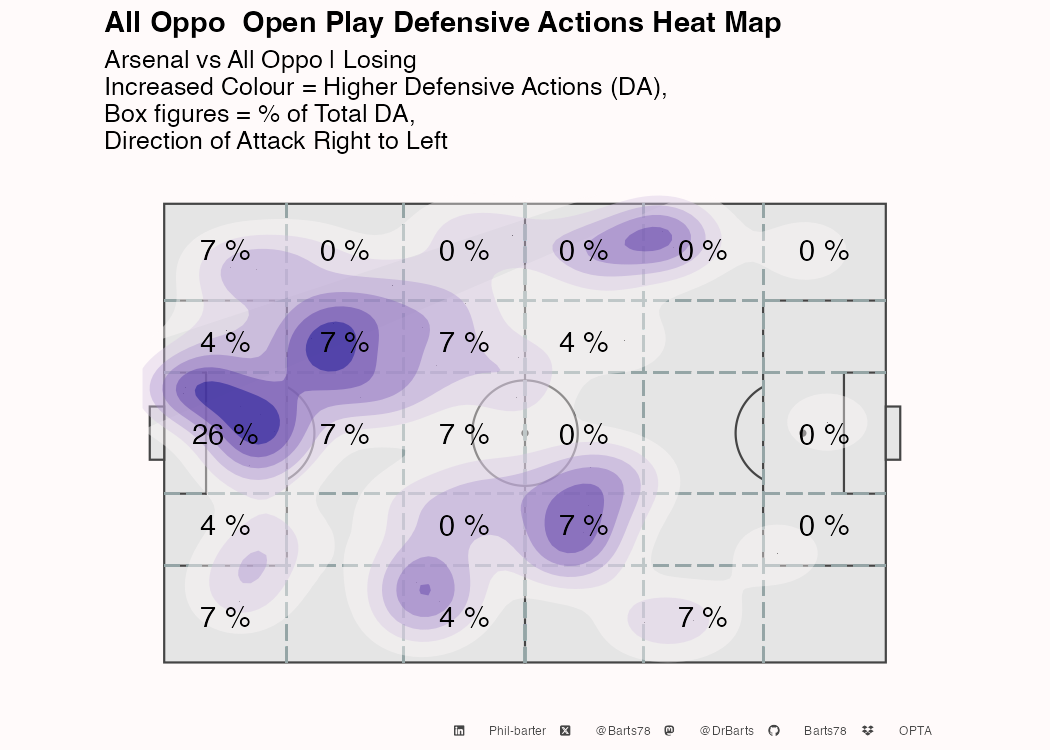 All Oppo  Open Play Defensive Actions Heat Map
Arsenal vs All Oppo | Losing
Increased Colour = Higher Defensive Actions (DA),
Box figures = % of Total DA,
Direction of Attack Right to Left
7 % 0 % 0 % 0 % 0 % 0 %
4 % 7 % 7 % 4 %
26 % 7 % 7 % 0 % 0 %
4 % 0 % 7 % 0 %
7 % 4 % 7 %
Phil-barter @Barts78 @DrBarts Barts78 OPTA